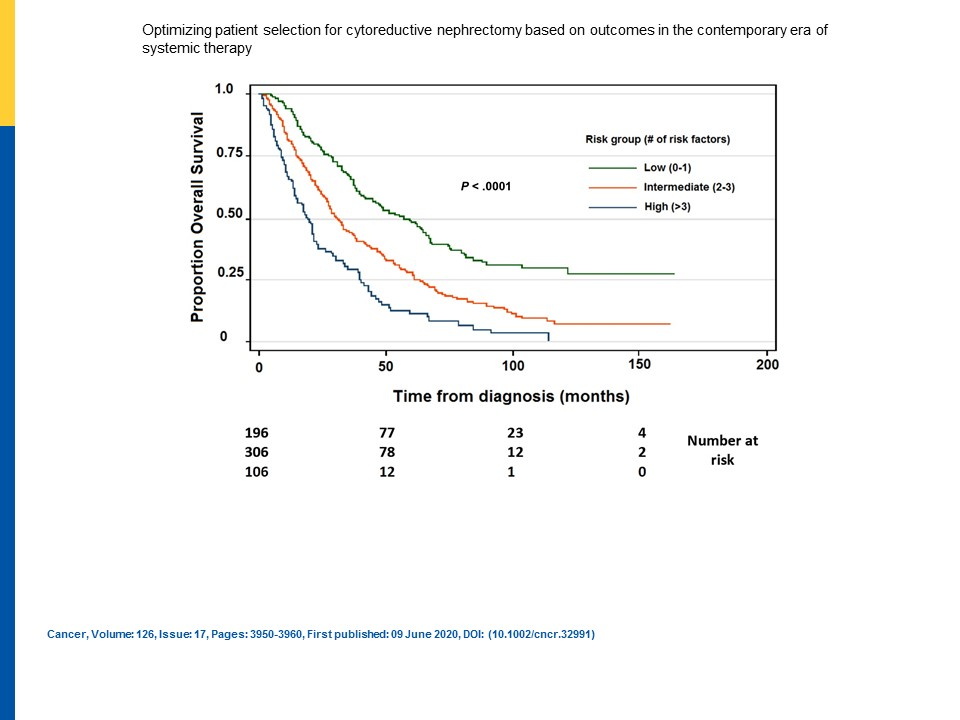 Optimizing patient selection for cytoreductive nephrectomy based on outcomes in the contemporary era of
systemic therapy
1.0
0.75
0.50
0.25
0
Proportion Overall Survival
P < .0001
Risk group (# of risk factors)
Low (0-1)
Intermediate (2-3)
High (>3)
0 50 100 150 200
Time from diagnosis (months)
196 77 23 4
306 78 12 2
106 12 1 0
Number at
risk
Cancer, Volume: 126, Issue: 17, Pages: 3950-3960, First published: 09 June 2020, DOI: (10.1002/cncr.32991)